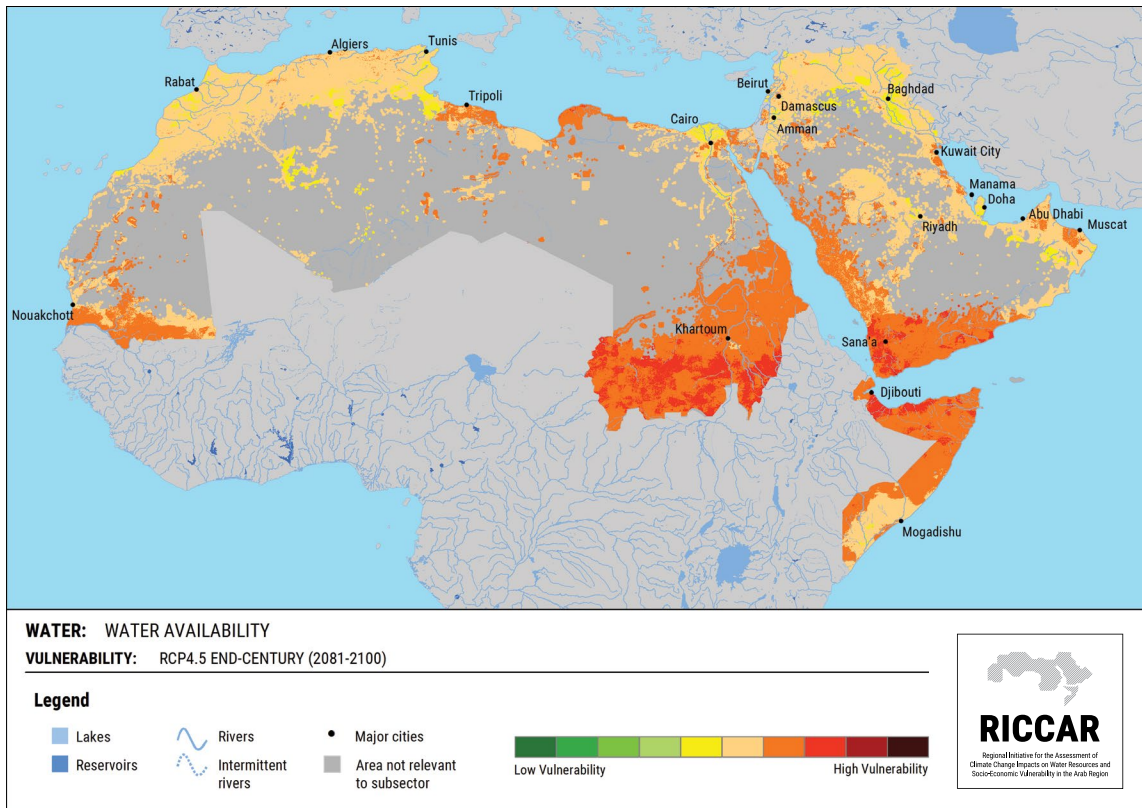 Algiers
Tunis
Rabat
Tripoli
Beirut
Damascus
Baghdad
Cairo
Amman
Kuwait City
Manama
Doha
Abu Dhabi
Muscat
Riyadh
Nouakchott
Khartoum
Sana'a
Djibouti
Mogadishu
WATER: WATER AVAILABILITY
VULNERABILITY: RCP4.5 END-CENTURY (2081-2100)
Legend
Lakes
Reservoirs
Rivers
Intermittent
rivers
Major cities
Area not relevant
to subsector
Low Vulnerability
High Vulnerability
RICCAR
Regional Initiative for the Assessment of
Climate Change Impacts on Water Resources and
Socio-Economic Vulnerability in the Arab Region